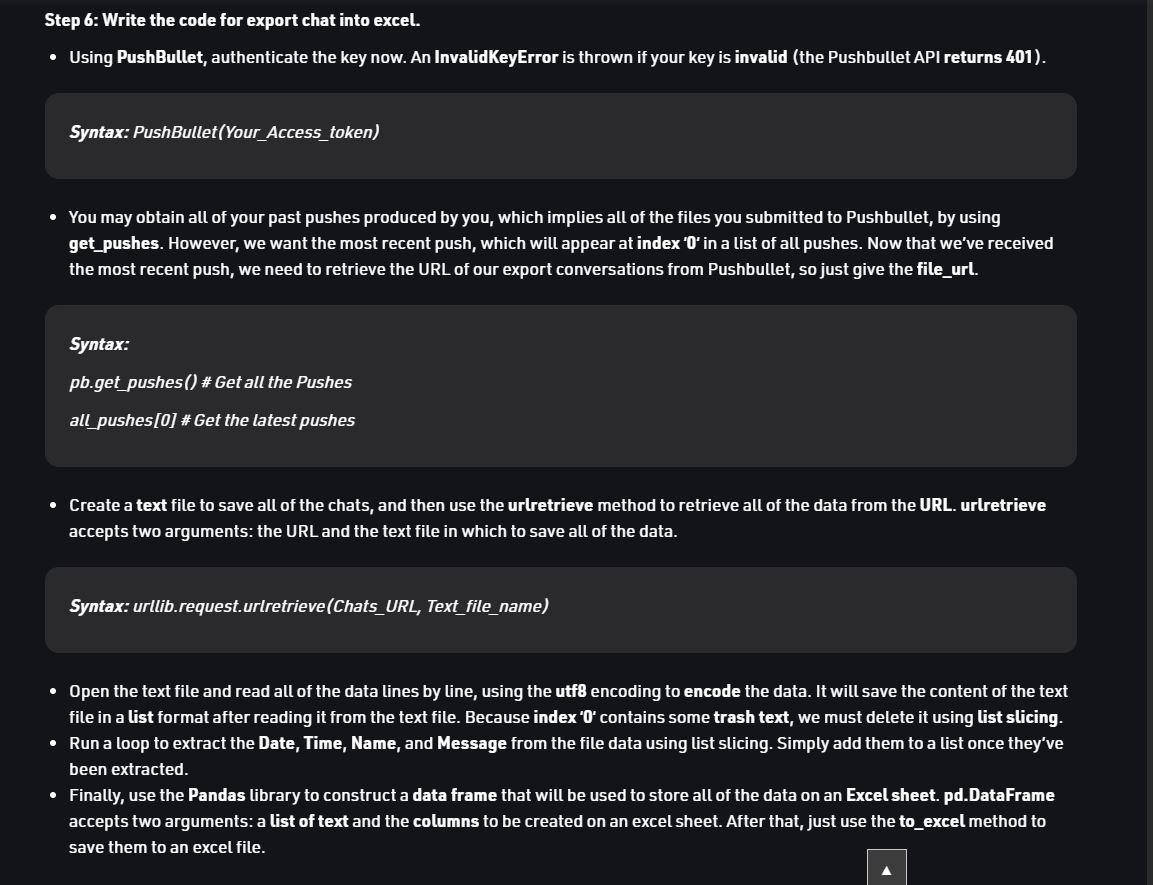 Step 6: Write the code for export chat into excel.
• Using PushBullet, authenticate the key now. An InvalidKeyError is thrown if your key is invalid (the Pushbullet API returns 401).
Syntax: PushBullet(Your_Access_token)
• You may obtain all of your past pushes produced by you, which implies all of the files you submitted to Pushbullet, by using
get_pushes. However, we want the most recent push, which will appear at index '0' in a list of all pushes. Now that we've received
the most recent push, we need to retrieve the URL of our export conversations from Pushbullet, so just give the file_url.
Syntax:
pb.get_pushes() # Get all the Pushes
all_pushes[0] # Get the latest pushes
• Create a text file to save all of the chats, and then use the urlretrieve method to retrieve all of the data from the URL. urlretrieve
accepts two arguments: the URL and the text file in which to save all of the data.
Syntax: urllib.request.urlretrieve(Chats_URL, Text_file_name)
• Open the text file and read all of the data lines by line, using the utf8 encoding to encode the data. It will save the content of the text
file in a list format after reading it from the text file. Because index '0' contains some trash text, we must delete it using list slicing.
• Run a loop to extract the Date, Time, Name, and Message from the file data using list slicing. Simply add them to a list once they've
been extracted.
• Finally, use the Pandas library to construct a data frame that will be used to store all of the data on an Excel sheet. pd.DataFrame
accepts two arguments: a list of text and the columns to be created on an excel sheet. After that, just use the to_excel method to
save them to an excel file.